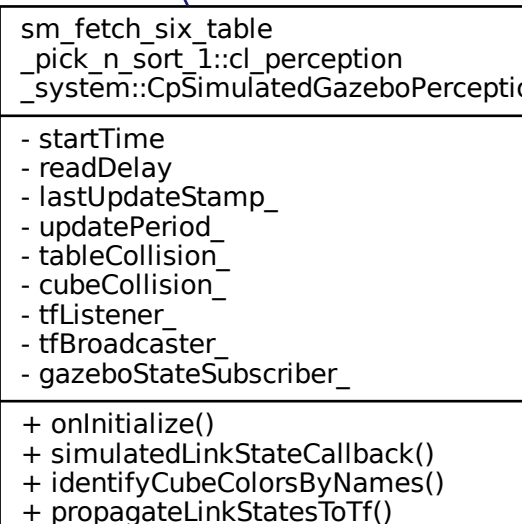 sm_fetch_six_table
_pick_n_sort_1::cl_perception
_system::CpSimulatedGazeboPerceptio
- startTime
- readDelay
- lastUpdateStamp_
- updatePeriod_
- tableCollision_
- cubeCollision_
- tfListener_
- tfBroadcaster_
- gazeboStateSubscriber_
+ onInitialize()
+ simulatedLinkStateCallback()
+ identifyCubeColorsByNames()
+ propagateLinkStatesToTf()